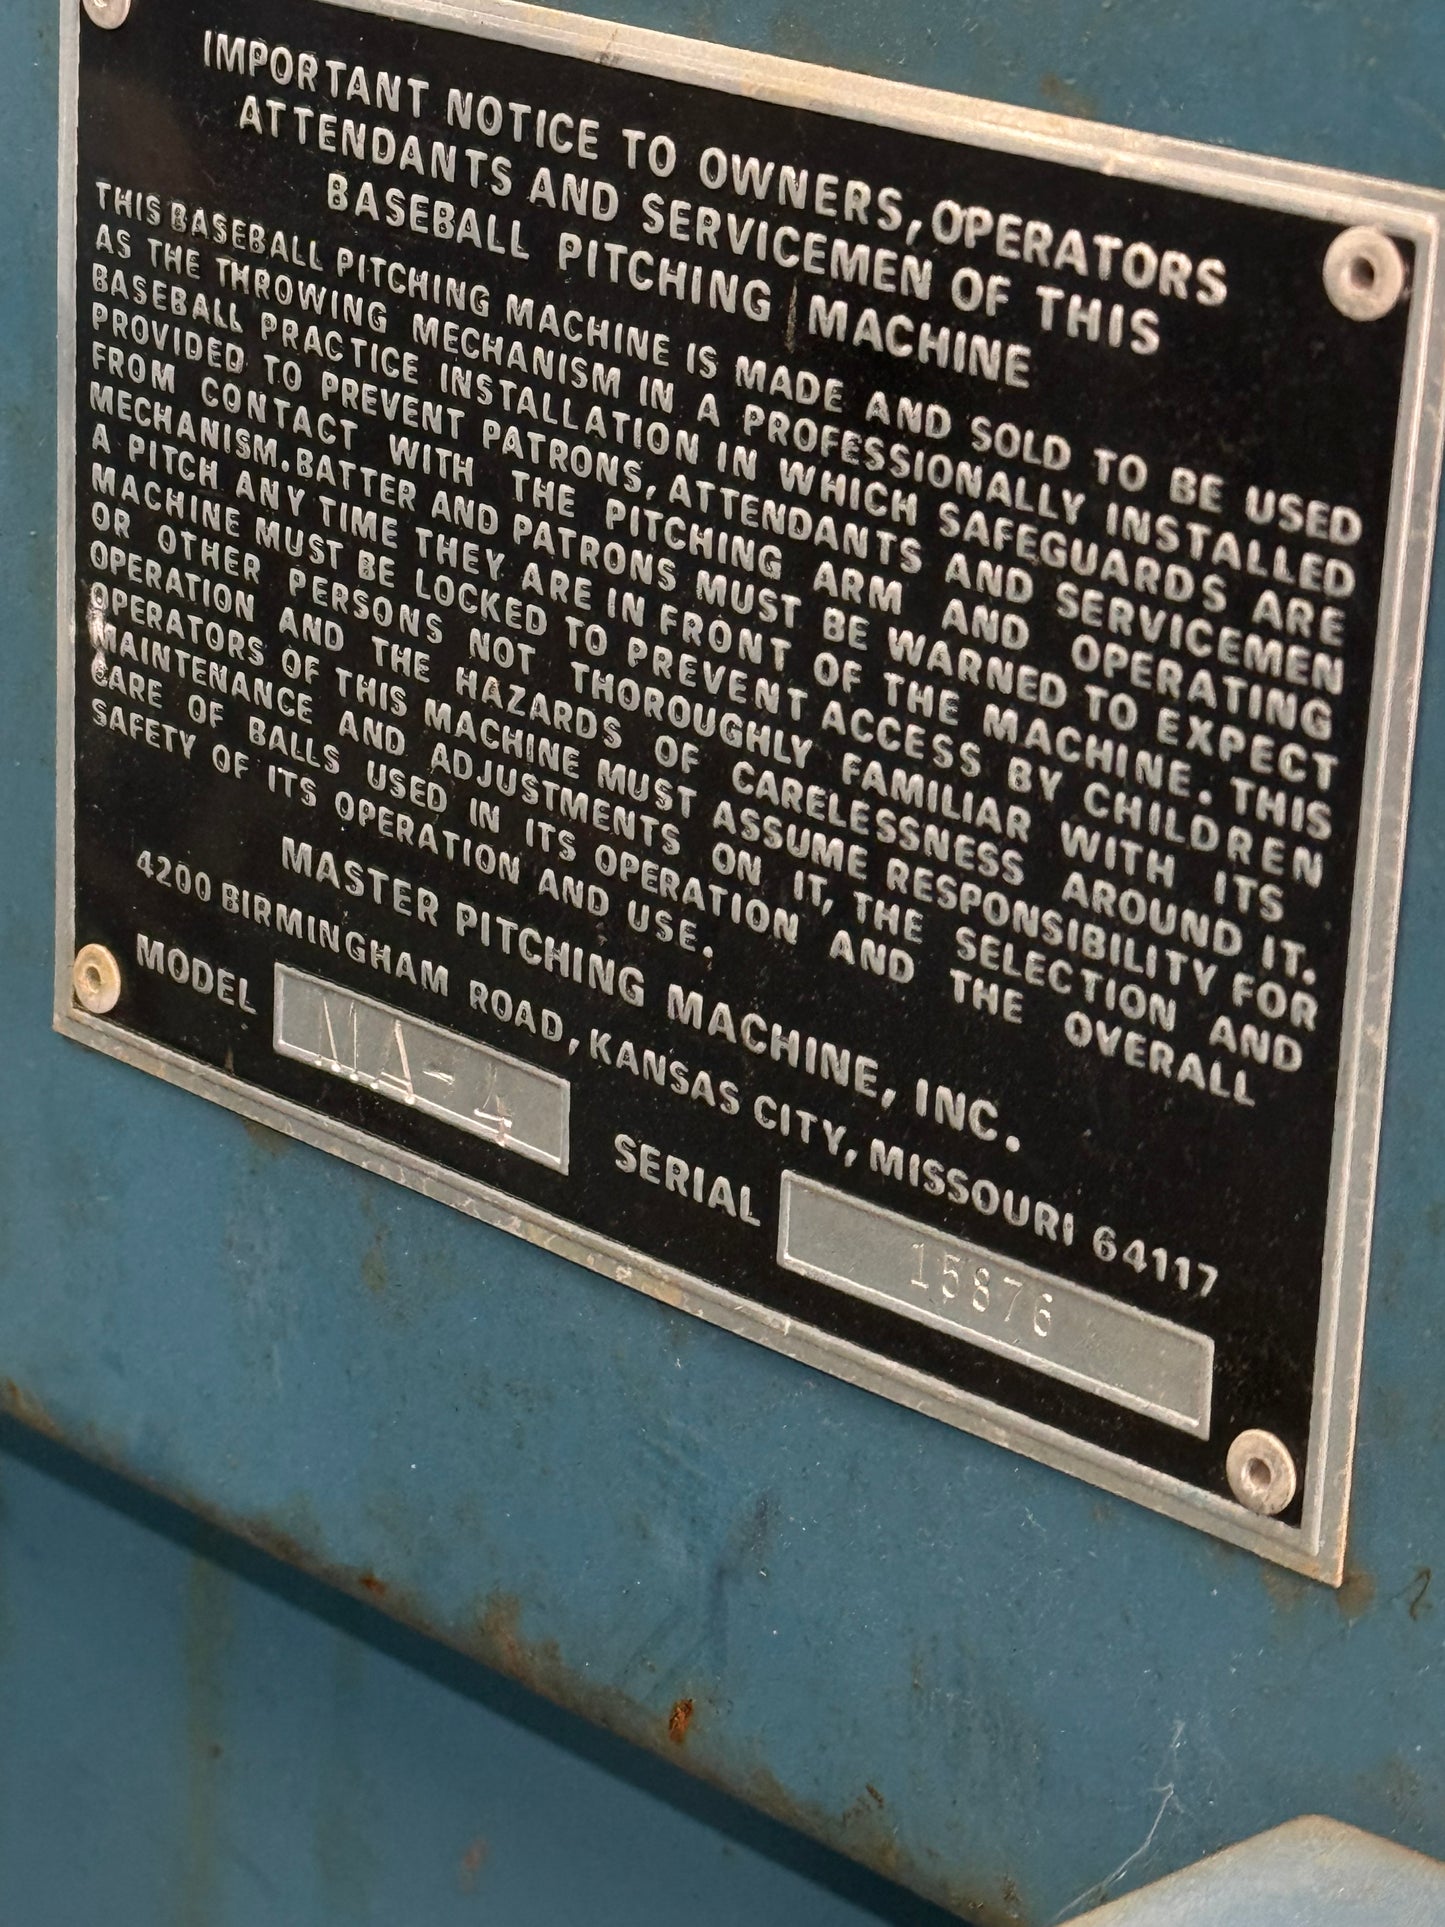 IMPORTANT NOTICE TO OWNERS, OPERATORS
ATTENDANTS AND SERVICEMEN OF THIS
BASEBALL PITCHING MACHINE
THIS BASEBALL PITCHING MACHINE IS MADE AND SOLD TO BE USED
AS THE THROWING MECHANISM IN A PROFESSIONALLY INSTALLED
BASEBALL PRACTICE INSTALLATION IN WHICH SAFEGUARDS ARE
PROVIDED TO PREVENT PATRONS, ATTENDANTS AND SERVICEMEN
FROM CONTACT WITH THE PITCHING ARM AND OPERATING
MECHANISM. BATTER AND PATRONS MUST BE WARNED TO EXPECT
A PITCH ANY TIME THEY ARE IN FRONT OF THE MACHINE. THIS
MACHINE MUST BE LOCKED TO PREVENT ACCESS BY CHILDREN
OR OTHER PERSONS NOT THOROUGHLY FAMILIAR WITH ITS
OPERATION AND THE HAZARDS OF CARELESSNESS AROUND IT.
OPERATORS OF THIS MACHINE MUST ASSUME RESPONSIBILITY FOR
MAINTENANCE AND ADJUSTMENTS ON IT, THE SELECTION AND
CARE OF BALLS USED IN ITS OPERATION AND THE OVERALL
SAFETY OF ITS OPERATION AND USE.
MASTER PITCHING MACHINE, INC.
4200 BIRMINGHAM ROAD, KANSAS CITY, MISSOURI 64117
MODEL MA-4 SERIAL 15876